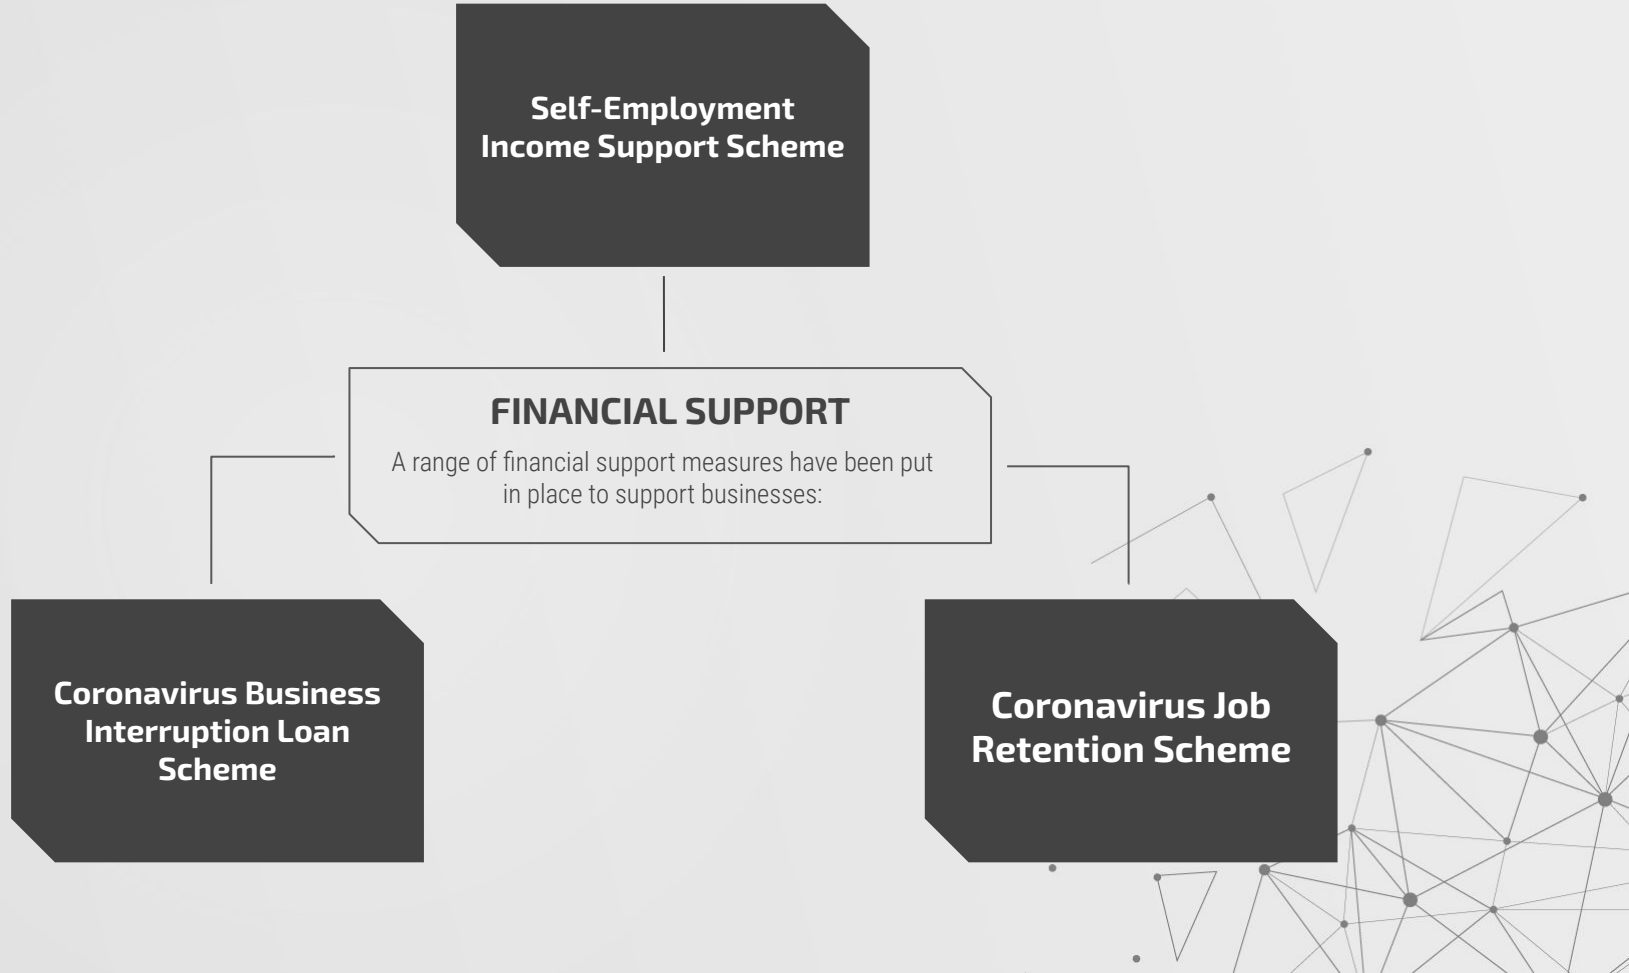 Self-Employment
Income Support Scheme
FINANCIAL SUPPORT
A range of financial support measures have been put
in place to support businesses:
Coronavirus Business
Interruption Loan
Scheme
Coronavirus Job
Retention Scheme